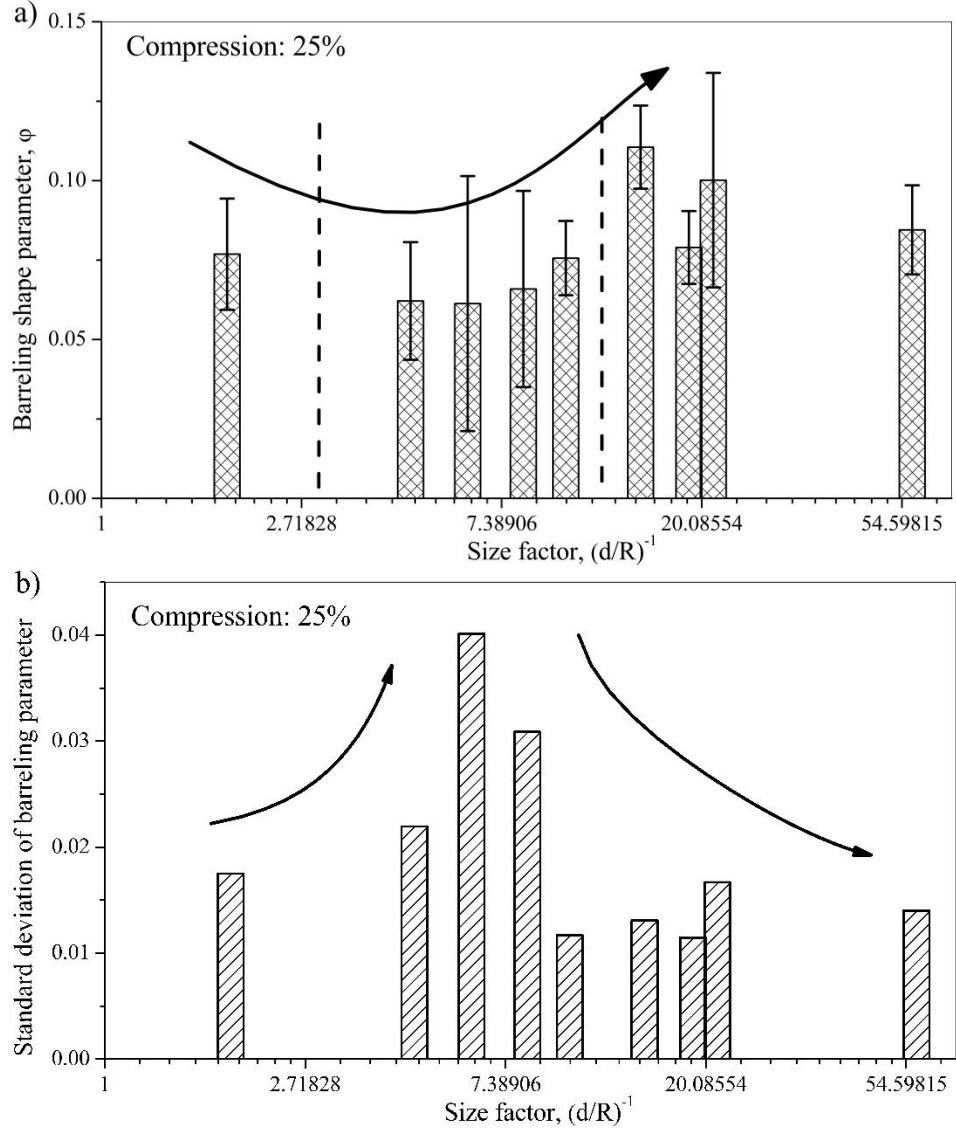 a)
Compression: 25%
Barreling shape parameter, φ
0.15
0.10
0.05
0.00
1 2.71828 7.38906 20.08554 54.59815
Size factor, (d/R)-1
b)
Compression: 25%
Standard deviation of barreling parameter
0.04
0.03
0.02
0.01
0.00
1 2.71828 7.38906 20.08554 54.59815
Size factor, (d/R)-1